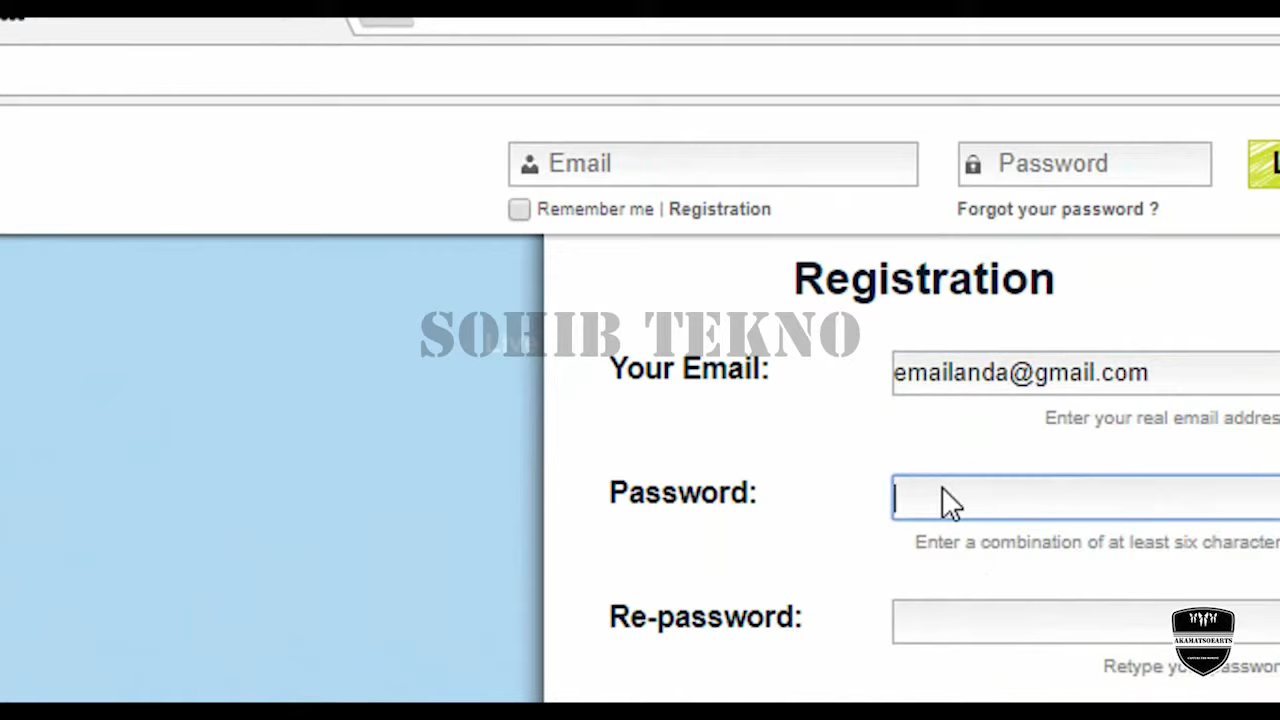 Email
Password
L
Remember me | Registration
Forgot your password ?
Registration
SOHIB TEKNO
Your Email:
emailanda@gmail.com
Enter your real email addres
Password:
Enter a combination of at least six character
Re-password:
AKAMATSOEARTS
Retype yo passwor